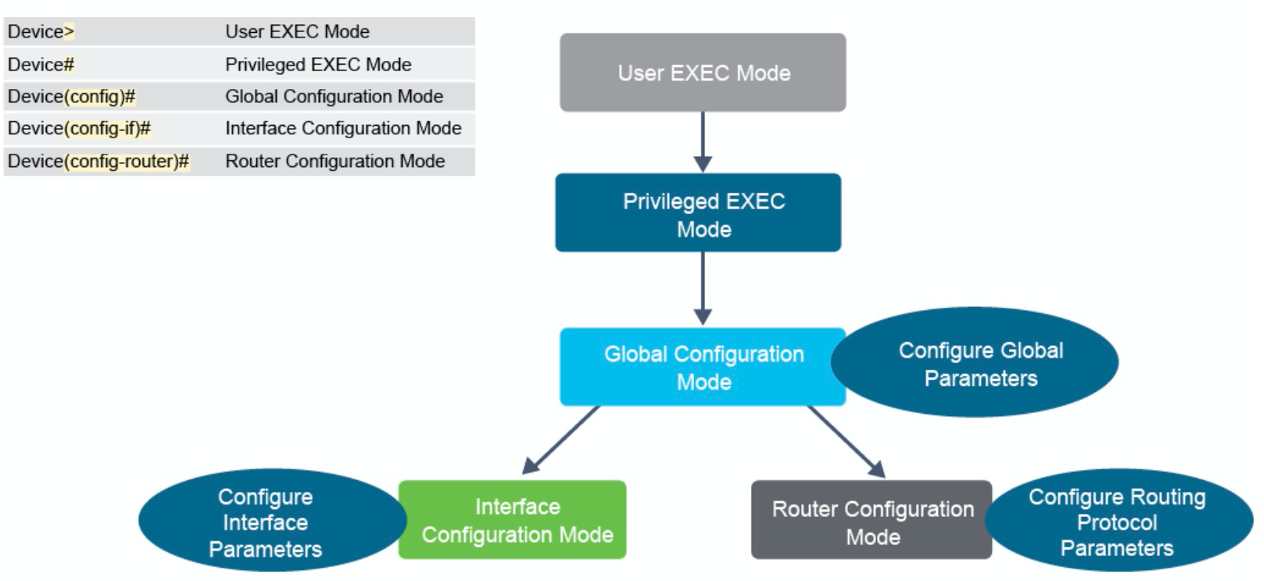 Device> User EXEC Mode
Device# Privileged EXEC Mode
Device(config)# Global Configuration Mode
Device(config-if)# Interface Configuration Mode
Device(config-router)# Router Configuration Mode
User EXEC Mode
Privileged EXEC
Mode
Global Configuration
Mode
Configure Global
Parameters
Configure
Interface
Parameters
Interface
Configuration Mode
Router Configuration
Mode
Configure Routing
Protocol
Parameters